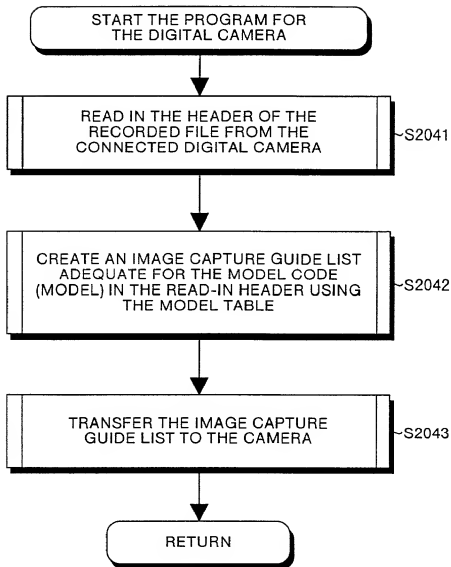 START THE PROGRAM FOR
THE DIGITAL CAMERA
READ IN THE HEADER OF THE
RECORDED FILE FROM THE
CONNECTED DIGITAL CAMERA
S2041
CREATE AN IMAGE CAPTURE GUIDE LIST
ADEQUATE FOR THE MODEL CODE
(MODEL) IN THE READ-IN HEADER USING
THE MODEL TABLE
S2042
TRANSFER THE IMAGE CAPTURE
GUIDE LIST TO THE CAMERA
S2043
RETURN